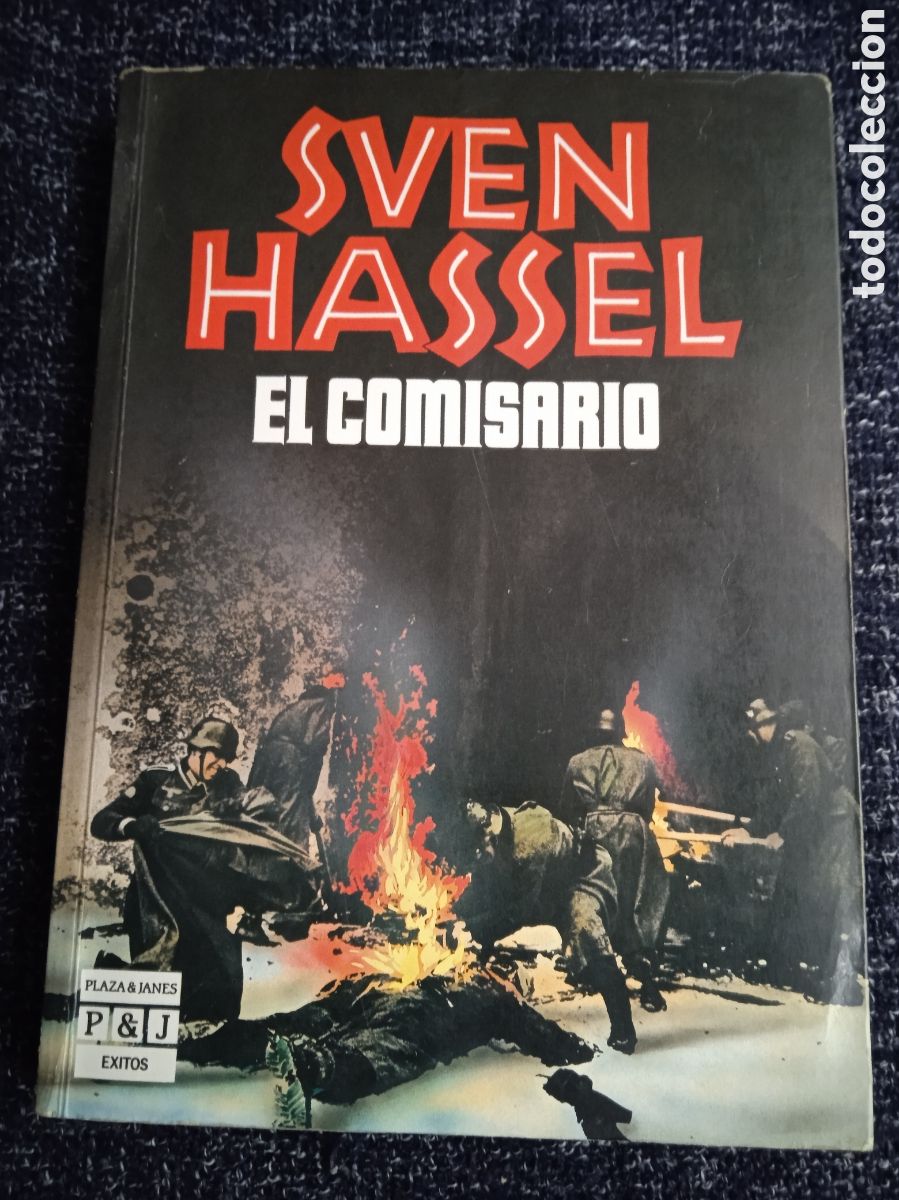 SVEN
HASSEL
EL COMISARIO
PLAZA & JANES
P & J
EXITOS
todocoleccion